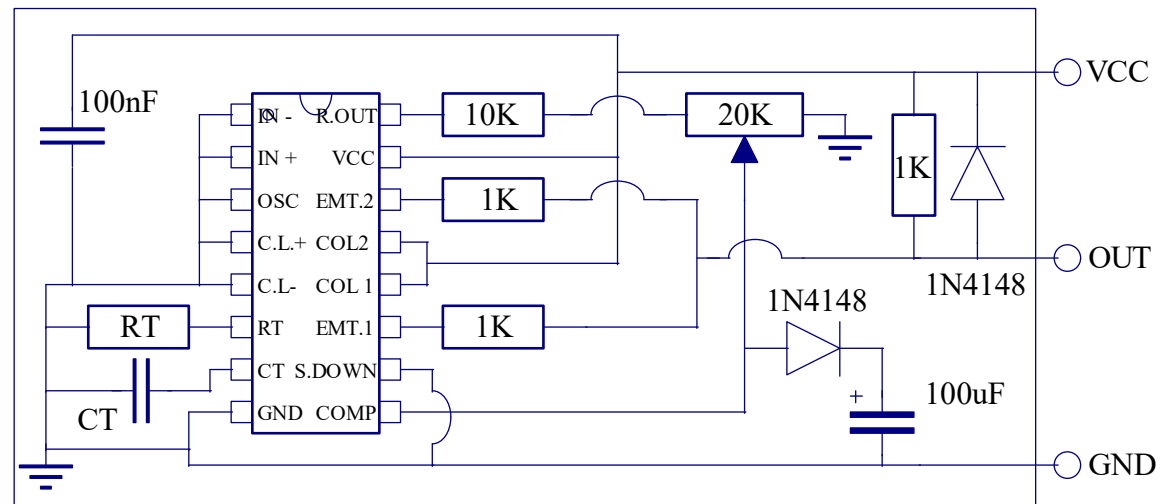 VCC
100nF
IN - R.OUT 10K 20K
IN + VCC
1K
OSC EMT.2 1K
C.L.+ COL2
OUT
C.L- COL 1
1N4148
1N4148
RT RT EMT.1 1K
CT S.DOWN
CT
GND COMP
+ 100uF
GND